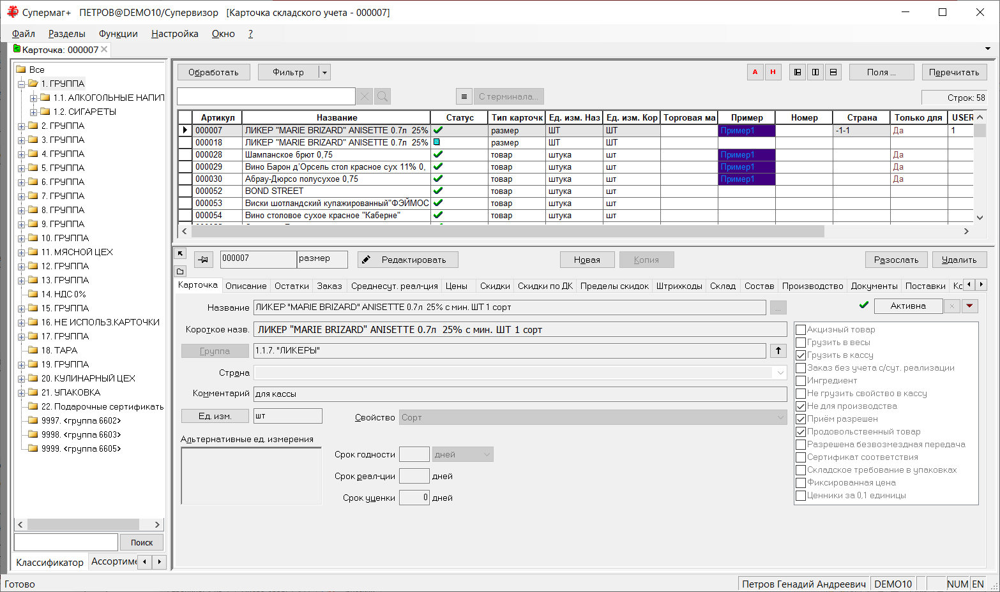 Супермаг+ ПЕТРОВ@DEMO10/Супервизор [Карточка складского учета - 000007]
Файл Разделы Функции Настройка Окно ?
Карточка: 000007
Все
1. ГРУППА
1.1. АЛКОГОЛЬНЫЕ НАПИТ
1.2. СИГАРЕТЫ
2. ГРУППА
3. ГРУППА
4. ГРУППА
5. ГРУППА
6. ГРУППА
7. ГРУППА
8. ГРУППА
9. ГРУППА
10. ГРУППА
11. МЯСНОЙ ЦЕХ
12. ГРУППА
13. ГРУППА
14. НДС 0%
15. ГРУППА
16. НЕ ИСПОЛЬЗ.КАРТОЧКИ
17. ГРУППА
18. ТАРА
19. ГРУППА
20. КУЛИНАРНЫЙ ЦЕХ
21. УПАКОВКА
22. Подарочные сертификать
9997. <группа 6602>
9998. <группа 6603>
9999. <группа 6605>
Поиск
Классификатор Ассортиме
Обработать Фильтр А Н Поля ... Перечитать
С терминала... Строк: 58
Артикул Название Статус Тип карточк Ед. изм. Наз Ед. изм. Кор Торговая ма Пример Номер Страна Только для USER
000007 ЛИКЕР "MARIE BRIZARD" ANISETTE 0.7л 25% размер ШТ ШТ Пример1 -1-1 Да 1
000018 ЛИКЕР "MARIE BRIZARD" ANISETTE 0.7л 25% размер ШТ ШТ
000028 Шампанское брют 0,75 товар штука шт Пример1 Да
000029 Вино Барон д'Орсель стол красное сух 11% 0, товар штука шт Пример1 Да
000030 Абрау-Дюрсо полусухое 0,75 товар штука шт Пример1 Да
000052 BOND STREET товар штука шт
000053 Виски шотландский купажированный"ФЭЙМОС товар штука шт
000054 Вино столовое сухое красное "Каберне" товар штука шт
000007 размер Редактировать Новая Копия Разослать Удалить
Карточка Описание Остатки Заказ Среднесут. реал-ция Цены Скидки Скидки по ДК Пределы скидок Штрихкоды Склад Состав Производство Документы Поставки Кс
Название ЛИКЕР "MARIE BRIZARD" ANISETTE 0.7л 25% с мин. ШТ 1 сорт ... Активна
Короткое назв. ЛИКЕР "MARIE BRIZARD" ANISETTE 0.7л 25% с мин. ШТ 1 сорт
Группа 1.1.7. "ЛИКЕРЫ"
Страна
Комментарий для кассы
Ед. изм. шт Свойство Сорт
Альтернативные ед. измерения
Срок годности дней
Срок реал-ции дней
Срок уценки 0 дней
Акцизный товар
Грузить в весы
Грузить в кассу
Заказ без учета с/сут. реализации
Ингредиент
Не грузить свойство в кассу
Не для производства
Приём разрешен
Продовольственный товар
Разрешена безвозмездная передача
Сертификат соответствия
Складское требование в упаковках
Фиксированная цена
Ценники за 0,1 единицы
Готово Петров Генадий Андреевич DEMO10 NUM EN